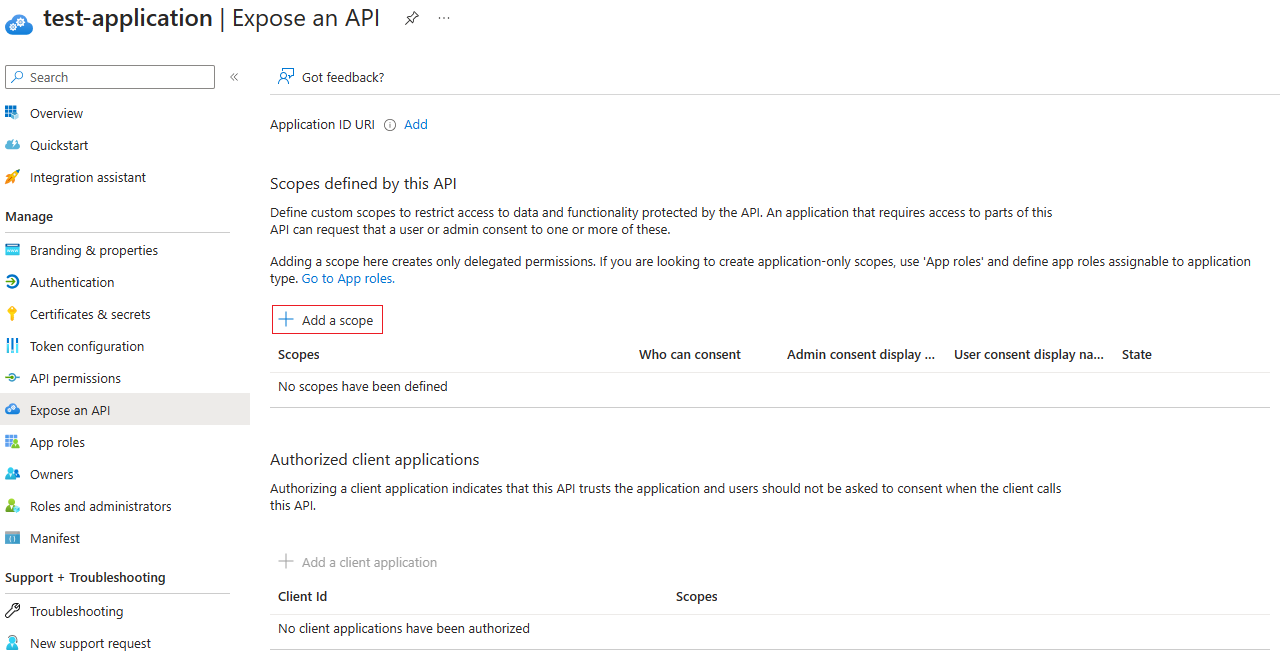 test-application | Expose an API
Search
Got feedback?
Overview
Quickstart
Integration assistant
Manage
Branding & properties
Authentication
Certificates & secrets
Token configuration
API permissions
Expose an API
App roles
Owners
Roles and administrators
Manifest
Support + Troubleshooting
Troubleshooting
New support request
Application ID URI Add
Scopes defined by this API
Define custom scopes to restrict access to data and functionality protected by the API. An application that requires access to parts of this
API can request that a user or admin consent to one or more of these.
Adding a scope here creates only delegated permissions. If you are looking to create application-only scopes, use 'App roles' and define app roles assignable to application
type. Go to App roles.
Add a scope
Scopes Who can consent Admin consent display ... User consent display na... State
No scopes have been defined
Authorized client applications
Authorizing a client application indicates that this API trusts the application and users should not be asked to consent when the client calls
this API.
Add a client application
Client Id Scopes
No client applications have been authorized